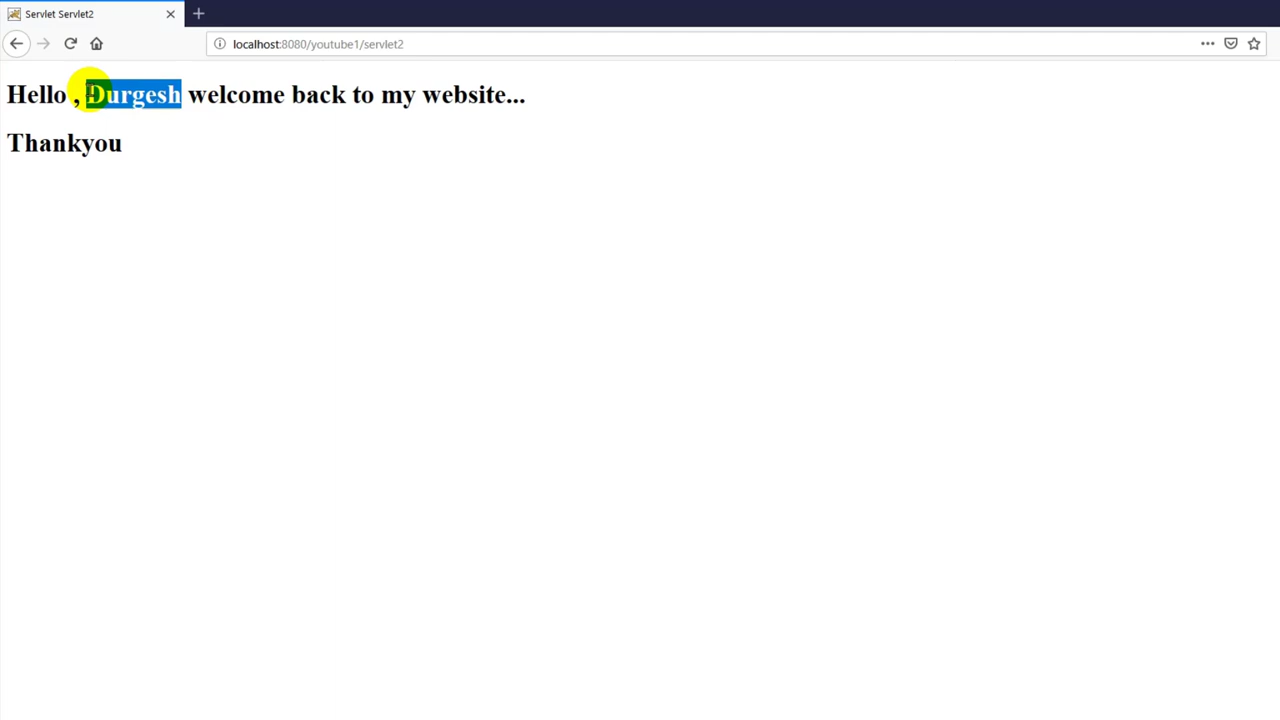 Servlet Servlet2
localhost:8080/youtube1/servlet2
Hello , Durgesh welcome back to my website...
Thankyou